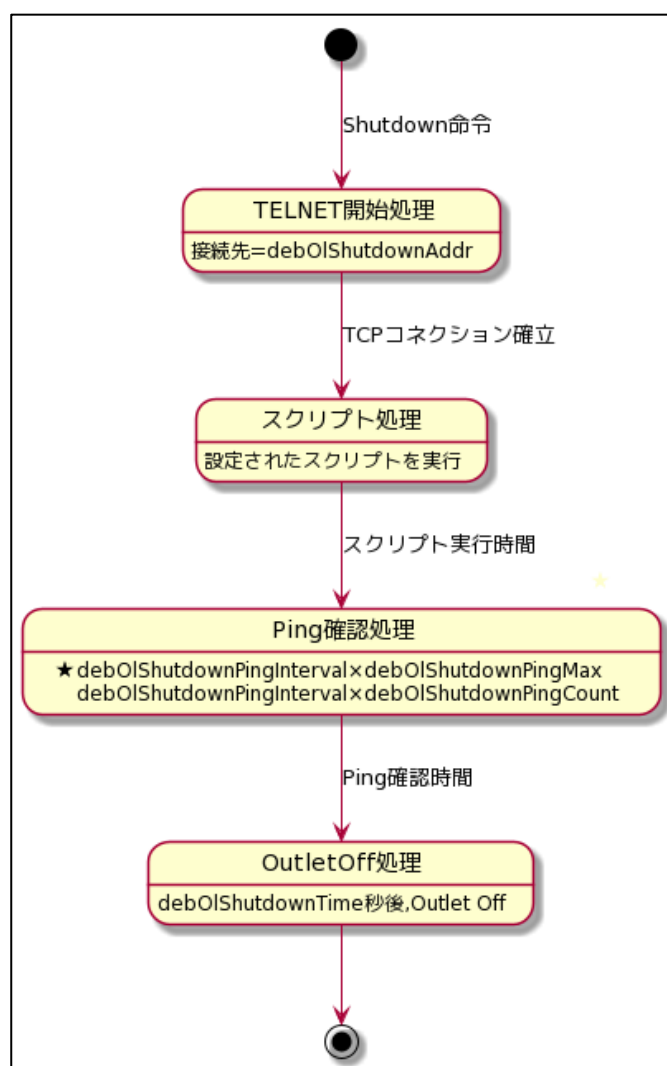 Shutdown命令
TELNET開始処理
接続先=debOlShutdownAddr
TCPコネクション確立
スクリプト処理
設定されたスクリプトを実行
スクリプト実行時間
★
Ping確認処理
★debOlShutdownPingInterval×debOlShutdownPingMax
debOlShutdownPingInterval×debOlShutdownPingCount
Ping確認時間
OutletOff処理
debOlShutdownTime秒後,Outlet Off